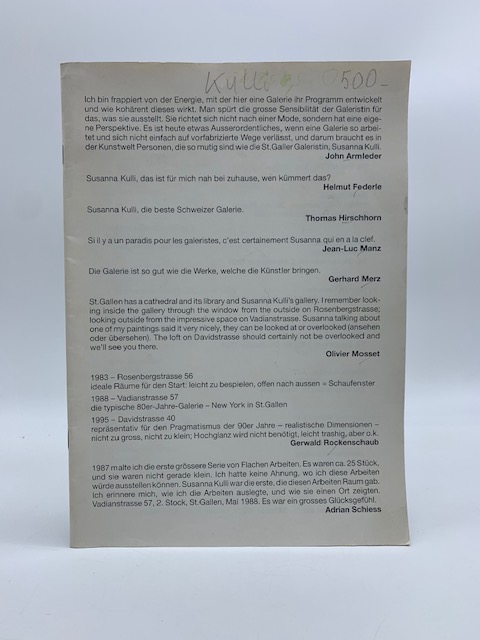 Kulli 500.-
Ich bin frappiert von der Energie, mit der hier eine Galerie ihr Programm entwickelt
und wie kohärent dieses wirkt. Man spürt die grosse Sensibilität der Galeristin für
das, was sie ausstellt. Sie richtet sich nicht nach einer Mode, sondern hat eine eige-
ne Perspektive. Es ist heute etwas Ausserordentliches, wenn eine Galerie so arbei-
tet und sich nicht einfach auf vorfabrizierte Wege verlässt, und darum braucht es in
der Kunstwelt Personen, die so mutig sind wie die St.Galler Galeristin, Susanna Kulli.
John Armleder
Susanna Kulli, das ist für mich nah bei zuhause, wen kümmert das?
Helmut Federle
Susanna Kulli, die beste Schweizer Galerie.
Thomas Hirschhorn
Si il y a un paradis pour les galeristes, c'est certainement Susanna qui en a la clef.
Jean-Luc Manz
Die Galerie ist so gut wie die Werke, welche die Künstler bringen.
Gerhard Merz
St.Gallen has a cathedral and its library and Susanna Kulli's gallery. I remember look-
ing inside the gallery through the window from the outside on Rosenbergstrasse;
looking outside from the impressive space on Vadianstrasse. Susanna talking about
one of my paintings said it very nicely, they can be looked at or overlooked (ansehen
oder übersehen). The loft on Davidstrasse should certainly not be overlooked and
we'll see you there.
Olivier Mosset
1983 – Rosenbergstrasse 56
ideale Räume für den Start: leicht zu bespielen, offen nach aussen = Schaufenster
1988 – Vadianstrasse 57
die typische 80er-Jahre-Galerie – New York in St.Gallen
1995 – Davidstrasse 40
repräsentativ für den Pragmatismus der 90er Jahre – realistische Dimensionen –
nicht zu gross, nicht zu klein; Hochglanz wird nicht benötigt, leicht trashig, aber o.k.
Gerwald Rockenschaub
1987 malte ich die erste grössere Serie von Flachen Arbeiten. Es waren ca. 25 Stück,
und sie waren nicht gerade klein. Ich hatte keine Ahnung, wo ich diese Arbeiten
würde ausstellen können. Susanna Kulli war die erste, die diesen Arbeiten Raum gab.
Ich erinnere mich, wie ich die Arbeiten auslegte, und wie sie einen Ort zeigten.
Vadianstrasse 57, 2. Stock, St.Gallen, Mai 1988. Es war ein grosses Glücksgefühl.
Adrian Schiess